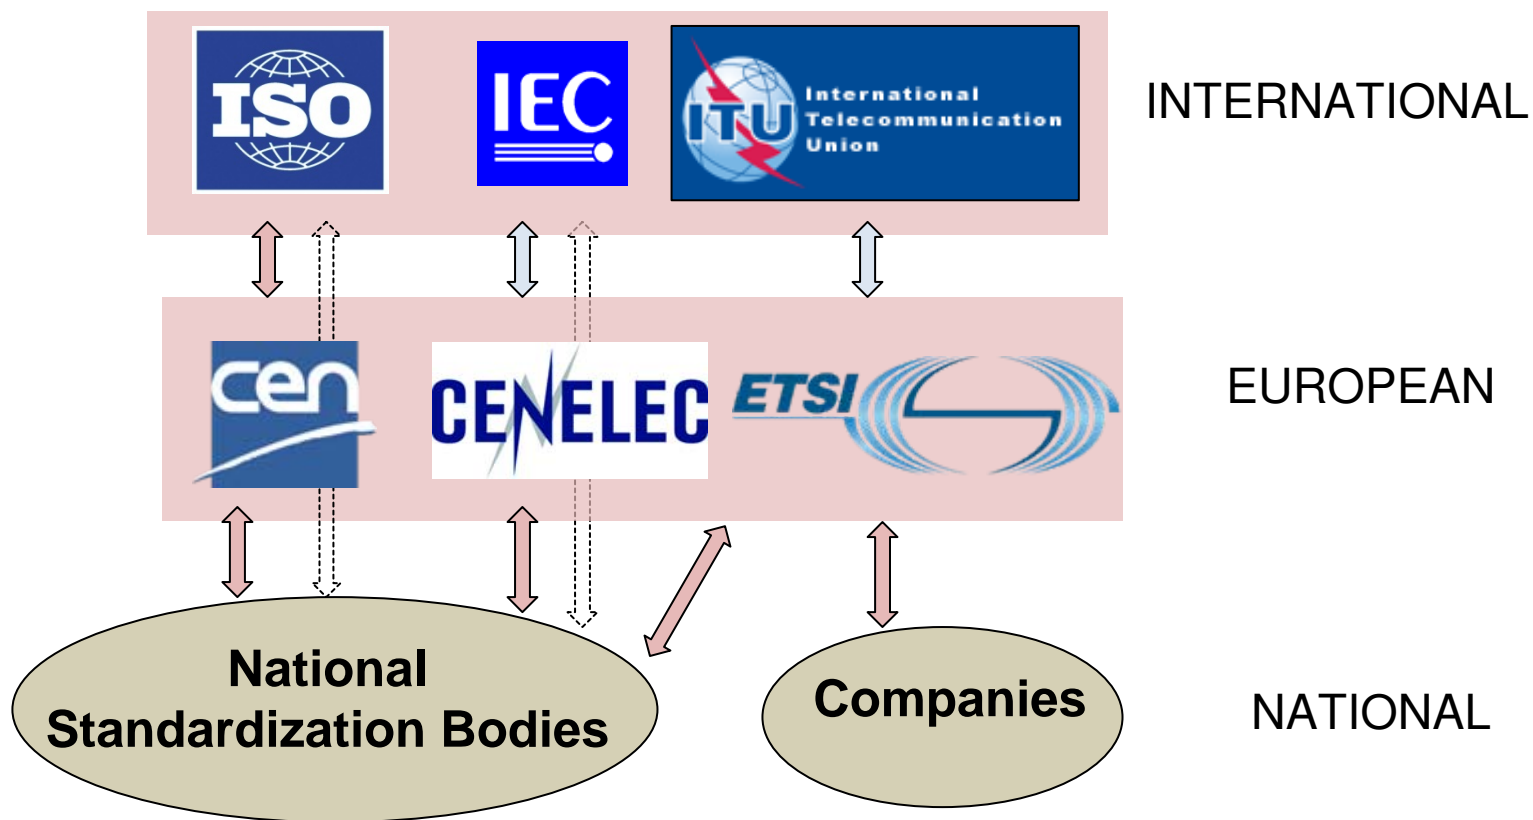 ISO
IEC
ITU
International
Telecommunication
Union
INTERNATIONAL
cen
CENELEC
ETSI
EUROPEAN
National
Standardization Bodies
Companies
NATIONAL